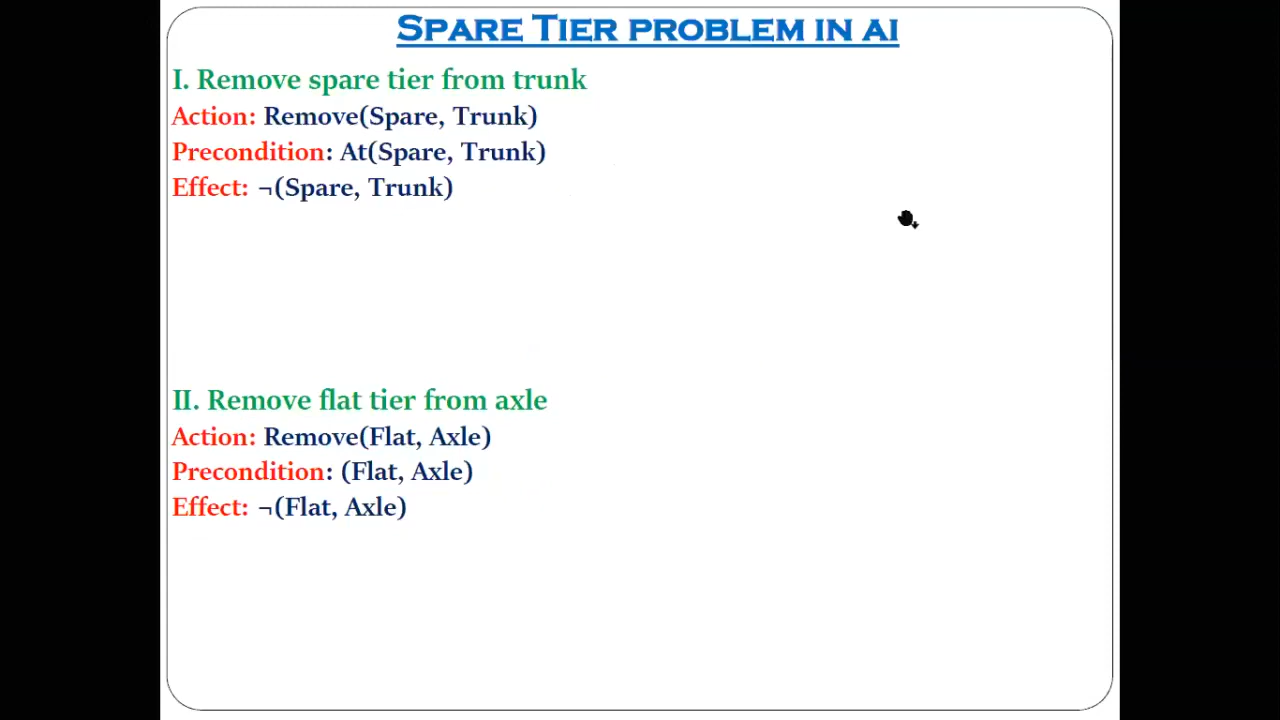 SPARE TIER PROBLEM IN AI
I. Remove spare tier from trunk
Action: Remove(Spare, Trunk)
Precondition: At(Spare, Trunk)
Effect: ¬(Spare, Trunk)
II. Remove flat tier from axle
Action: Remove(Flat, Axle)
Precondition: (Flat, Axle)
Effect: ¬(Flat, Axle)